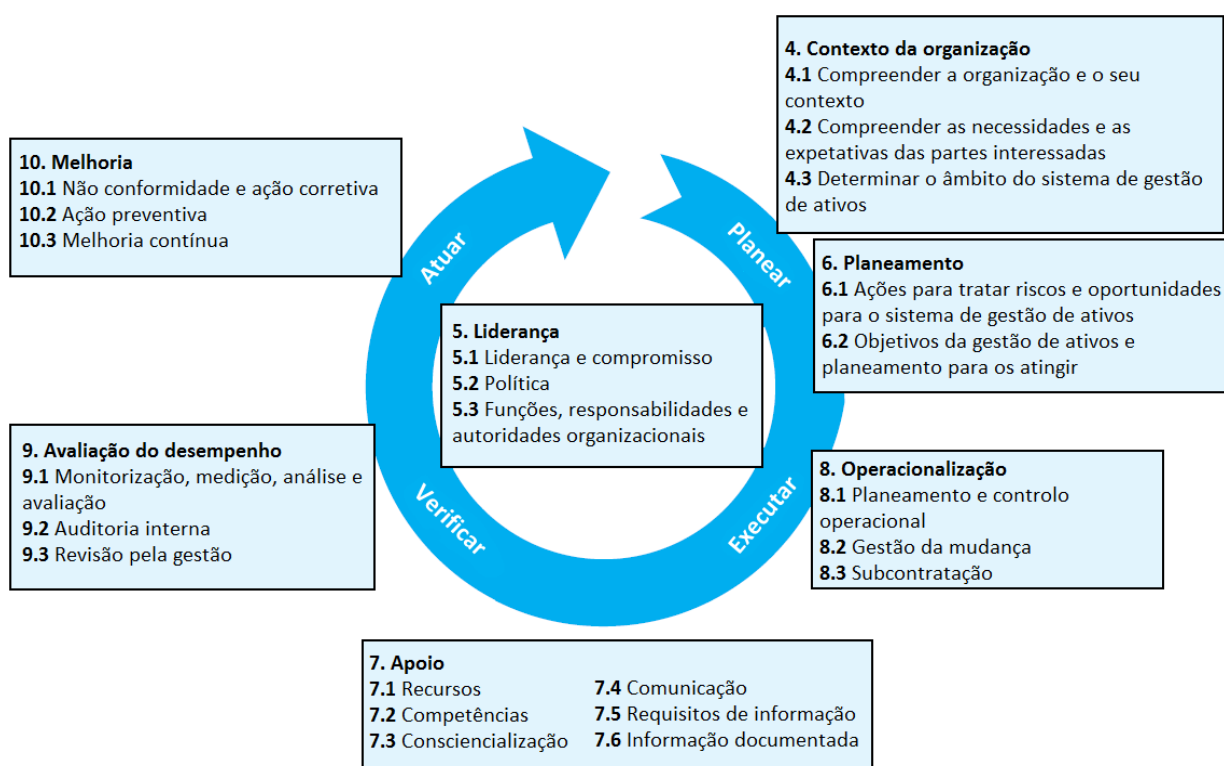 4. Contexto da organização
4.1 Compreender a organização e o seu
contexto
4.2 Compreender as necessidades e as
expetativas das partes interessadas
4.3 Determinar o âmbito do sistema de gestão
de ativos
10. Melhoria
10.1 Não conformidade e ação corretiva
10.2 Ação preventiva
10.3 Melhoria contínua
Atuar
Planear
6. Planeamento
6.1 Ações para tratar riscos e oportunidades
para o sistema de gestão de ativos
6.2 Objetivos da gestão de ativos e
planeamento para os atingir
5. Liderança
5.1 Liderança e compromisso
5.2 Política
5.3 Funções, responsabilidades e
autoridades organizacionais
9. Avaliação do desempenho
9.1 Monitorização, medição, análise e
avaliação
9.2 Auditoria interna
9.3 Revisão pela gestão
Verificar
Executar
8. Operacionalização
8.1 Planeamento e controlo
operacional
8.2 Gestão da mudança
8.3 Subcontratação
7. Apoio
7.1 Recursos
7.2 Competências
7.3 Consciencialização
7.4 Comunicação
7.5 Requisitos de informação
7.6 Informação documentada